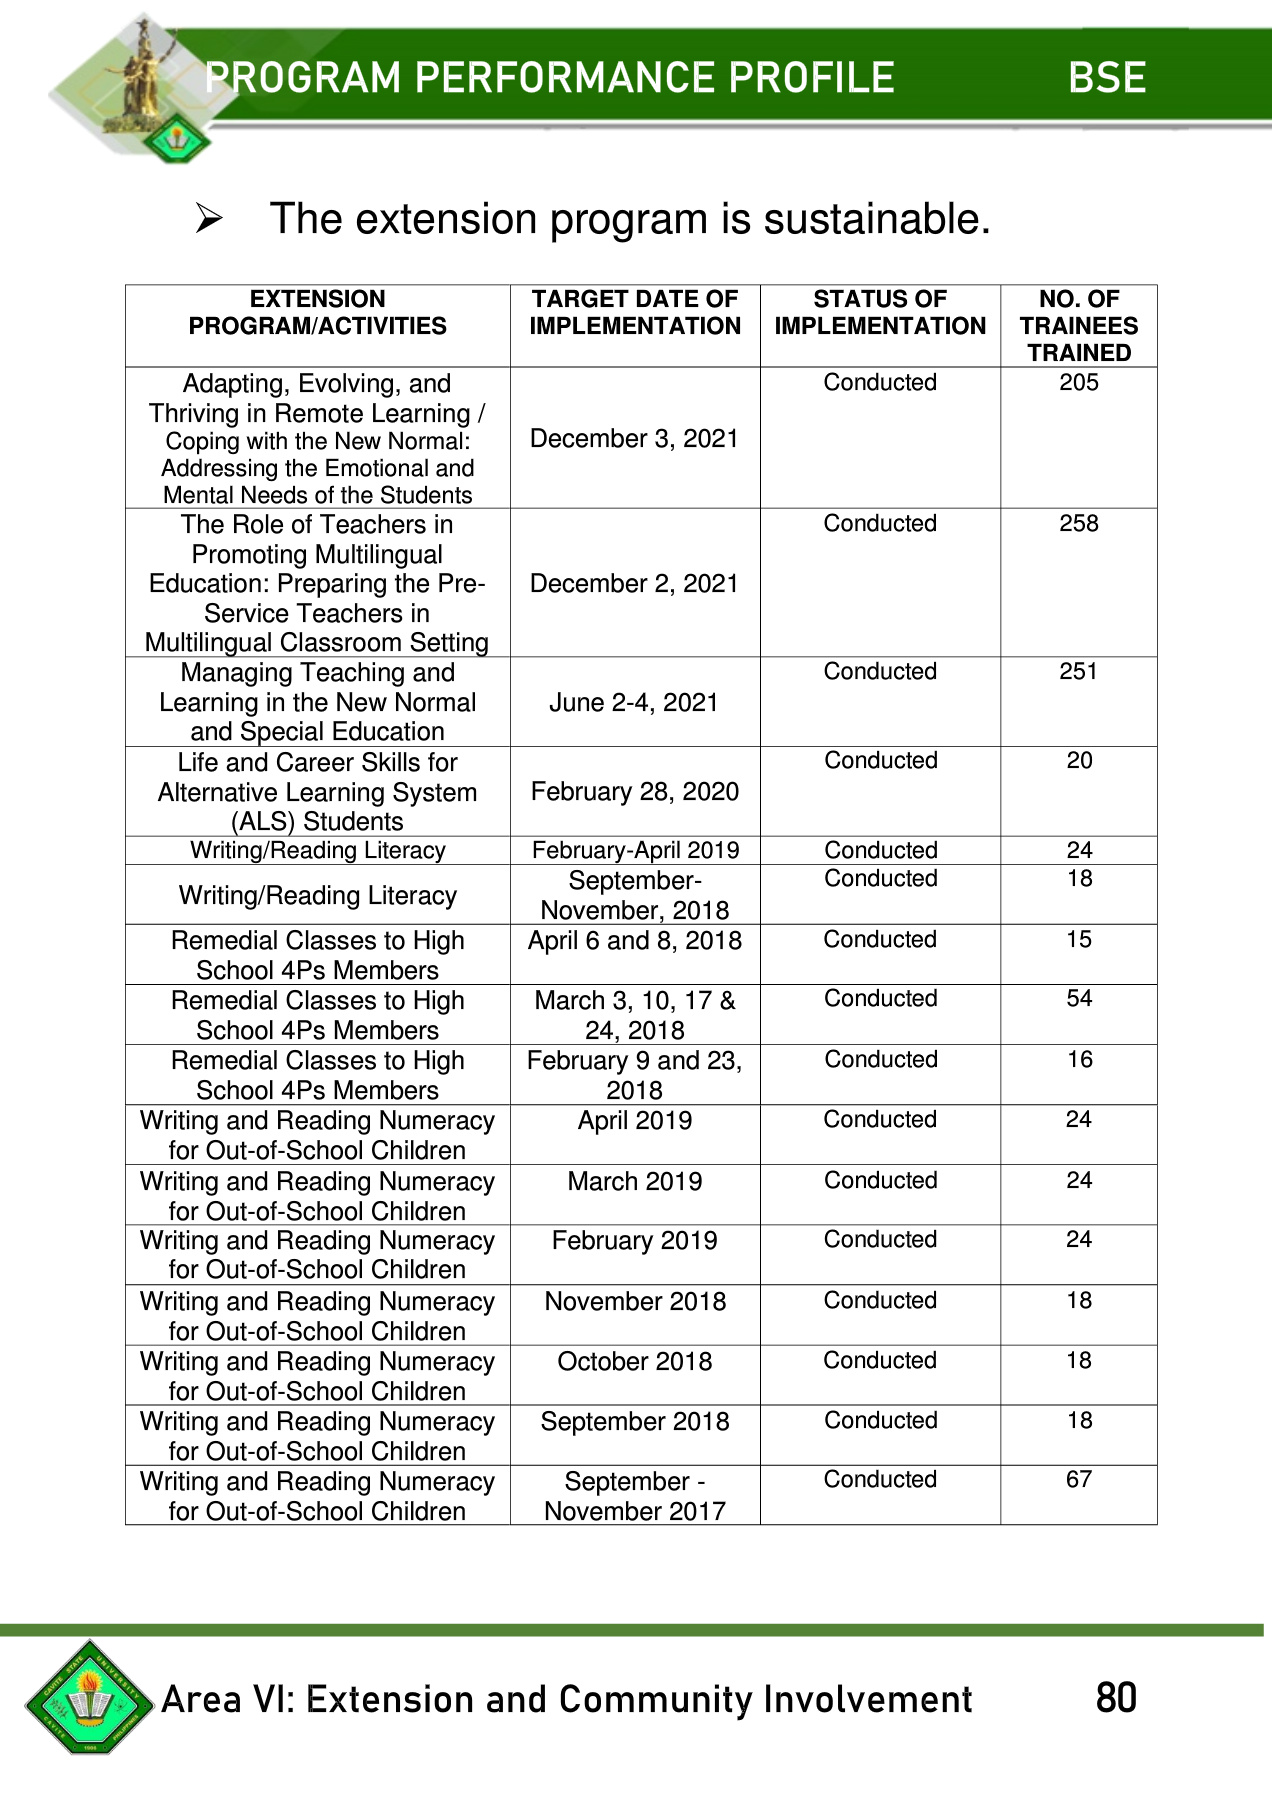 PROGRAM PERFORMANCE PROFILE BSE
➢ The extension program is sustainable.
EXTENSION PROGRAM/ACTIVITIES
TARGET DATE OF IMPLEMENTATION
STATUS OF IMPLEMENTATION
NO. OF TRAINEES TRAINED
Adapting, Evolving, and
Thriving in Remote Learning /
Coping with the New Normal:
Addressing the Emotional and
Mental Needs of the Students
December 3, 2021
Conducted
205
The Role of Teachers in
Promoting Multilingual
Education: Preparing the Pre-
Service Teachers in
Multilingual Classroom Setting
December 2, 2021
Conducted
258
Managing Teaching and
Learning in the New Normal
and Special Education
June 2-4, 2021
Conducted
251
Life and Career Skills for
Alternative Learning System
(ALS) Students
February 28, 2020
Conducted
20
Writing/Reading Literacy
February-April 2019
Conducted
24
Writing/Reading Literacy
September-
November, 2018
Conducted
18
Remedial Classes to High
School 4Ps Members
April 6 and 8, 2018
Conducted
15
Remedial Classes to High
School 4Ps Members
March 3, 10, 17 &
24, 2018
Conducted
54
Remedial Classes to High
School 4Ps Members
February 9 and 23,
2018
Conducted
16
Writing and Reading Numeracy
for Out-of-School Children
April 2019
Conducted
24
Writing and Reading Numeracy
for Out-of-School Children
March 2019
Conducted
24
Writing and Reading Numeracy
for Out-of-School Children
February 2019
Conducted
24
Writing and Reading Numeracy
for Out-of-School Children
November 2018
Conducted
18
Writing and Reading Numeracy
for Out-of-School Children
October 2018
Conducted
18
Writing and Reading Numeracy
for Out-of-School Children
September 2018
Conducted
18
Writing and Reading Numeracy
for Out-of-School Children
September -
November 2017
Conducted
67
CAVITE STATE UNIVERSITY
CAVITE PHILIPPINES
1906
Area VI: Extension and Community Involvement 80